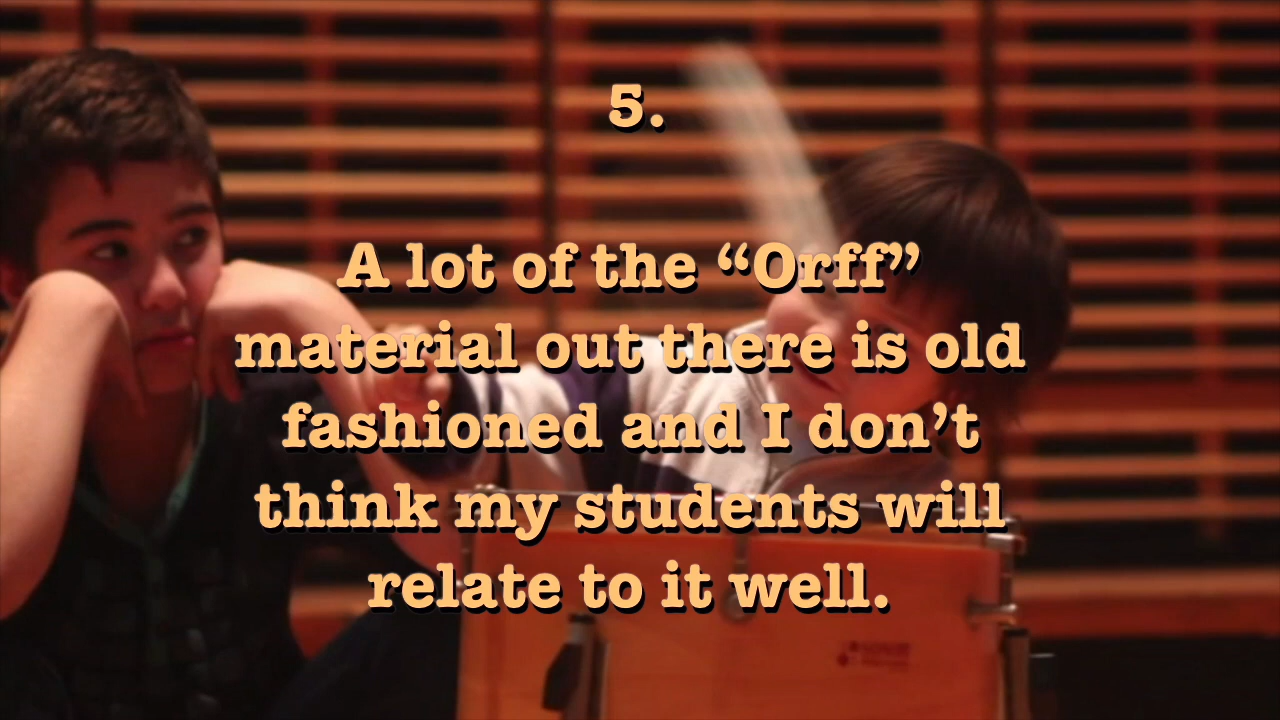 5.
A lot of the “Orff”
material out there is old
fashioned and I don’t
think my students will
relate to it well.